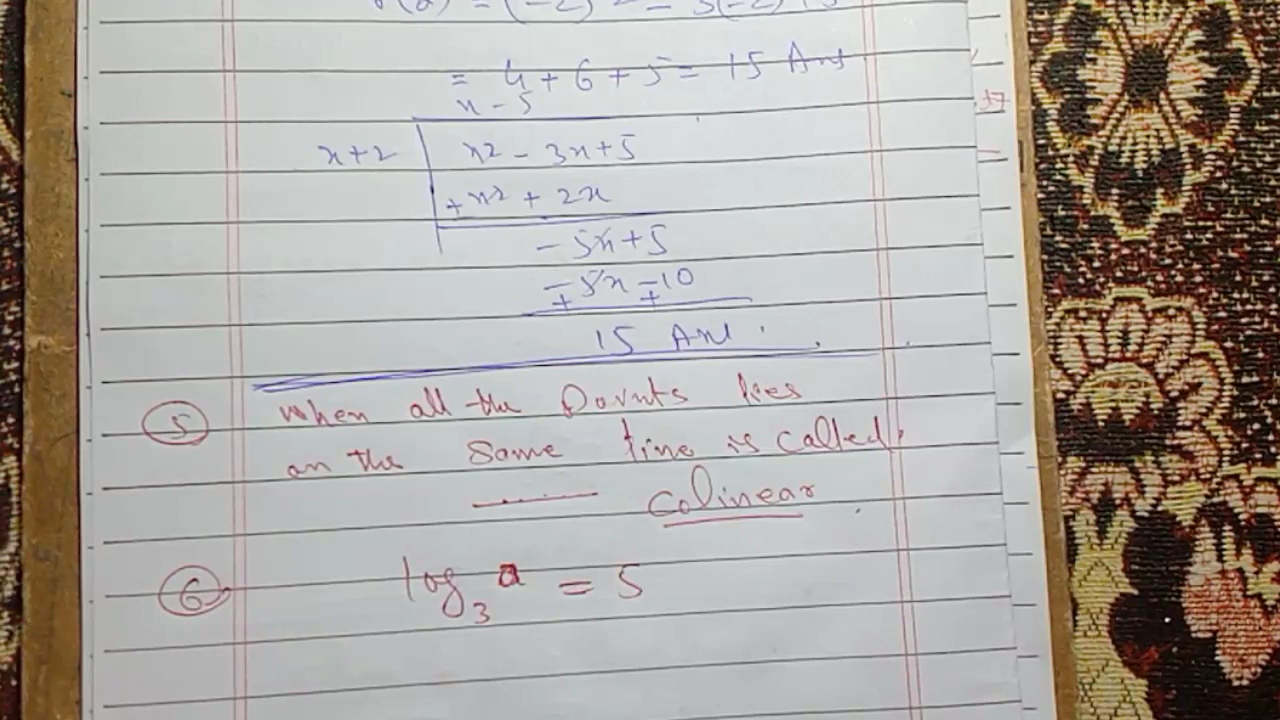 = 4 + 6 + 5 = 15 Ans
x - 5
x + 2 x2 - 3x + 5
+ x2 + 2x
- 5x + 5
- 5x - 10
+ +
15 Ans.
5 when all the Points lies
on the same line is called
colinear
6 log3 a = 5